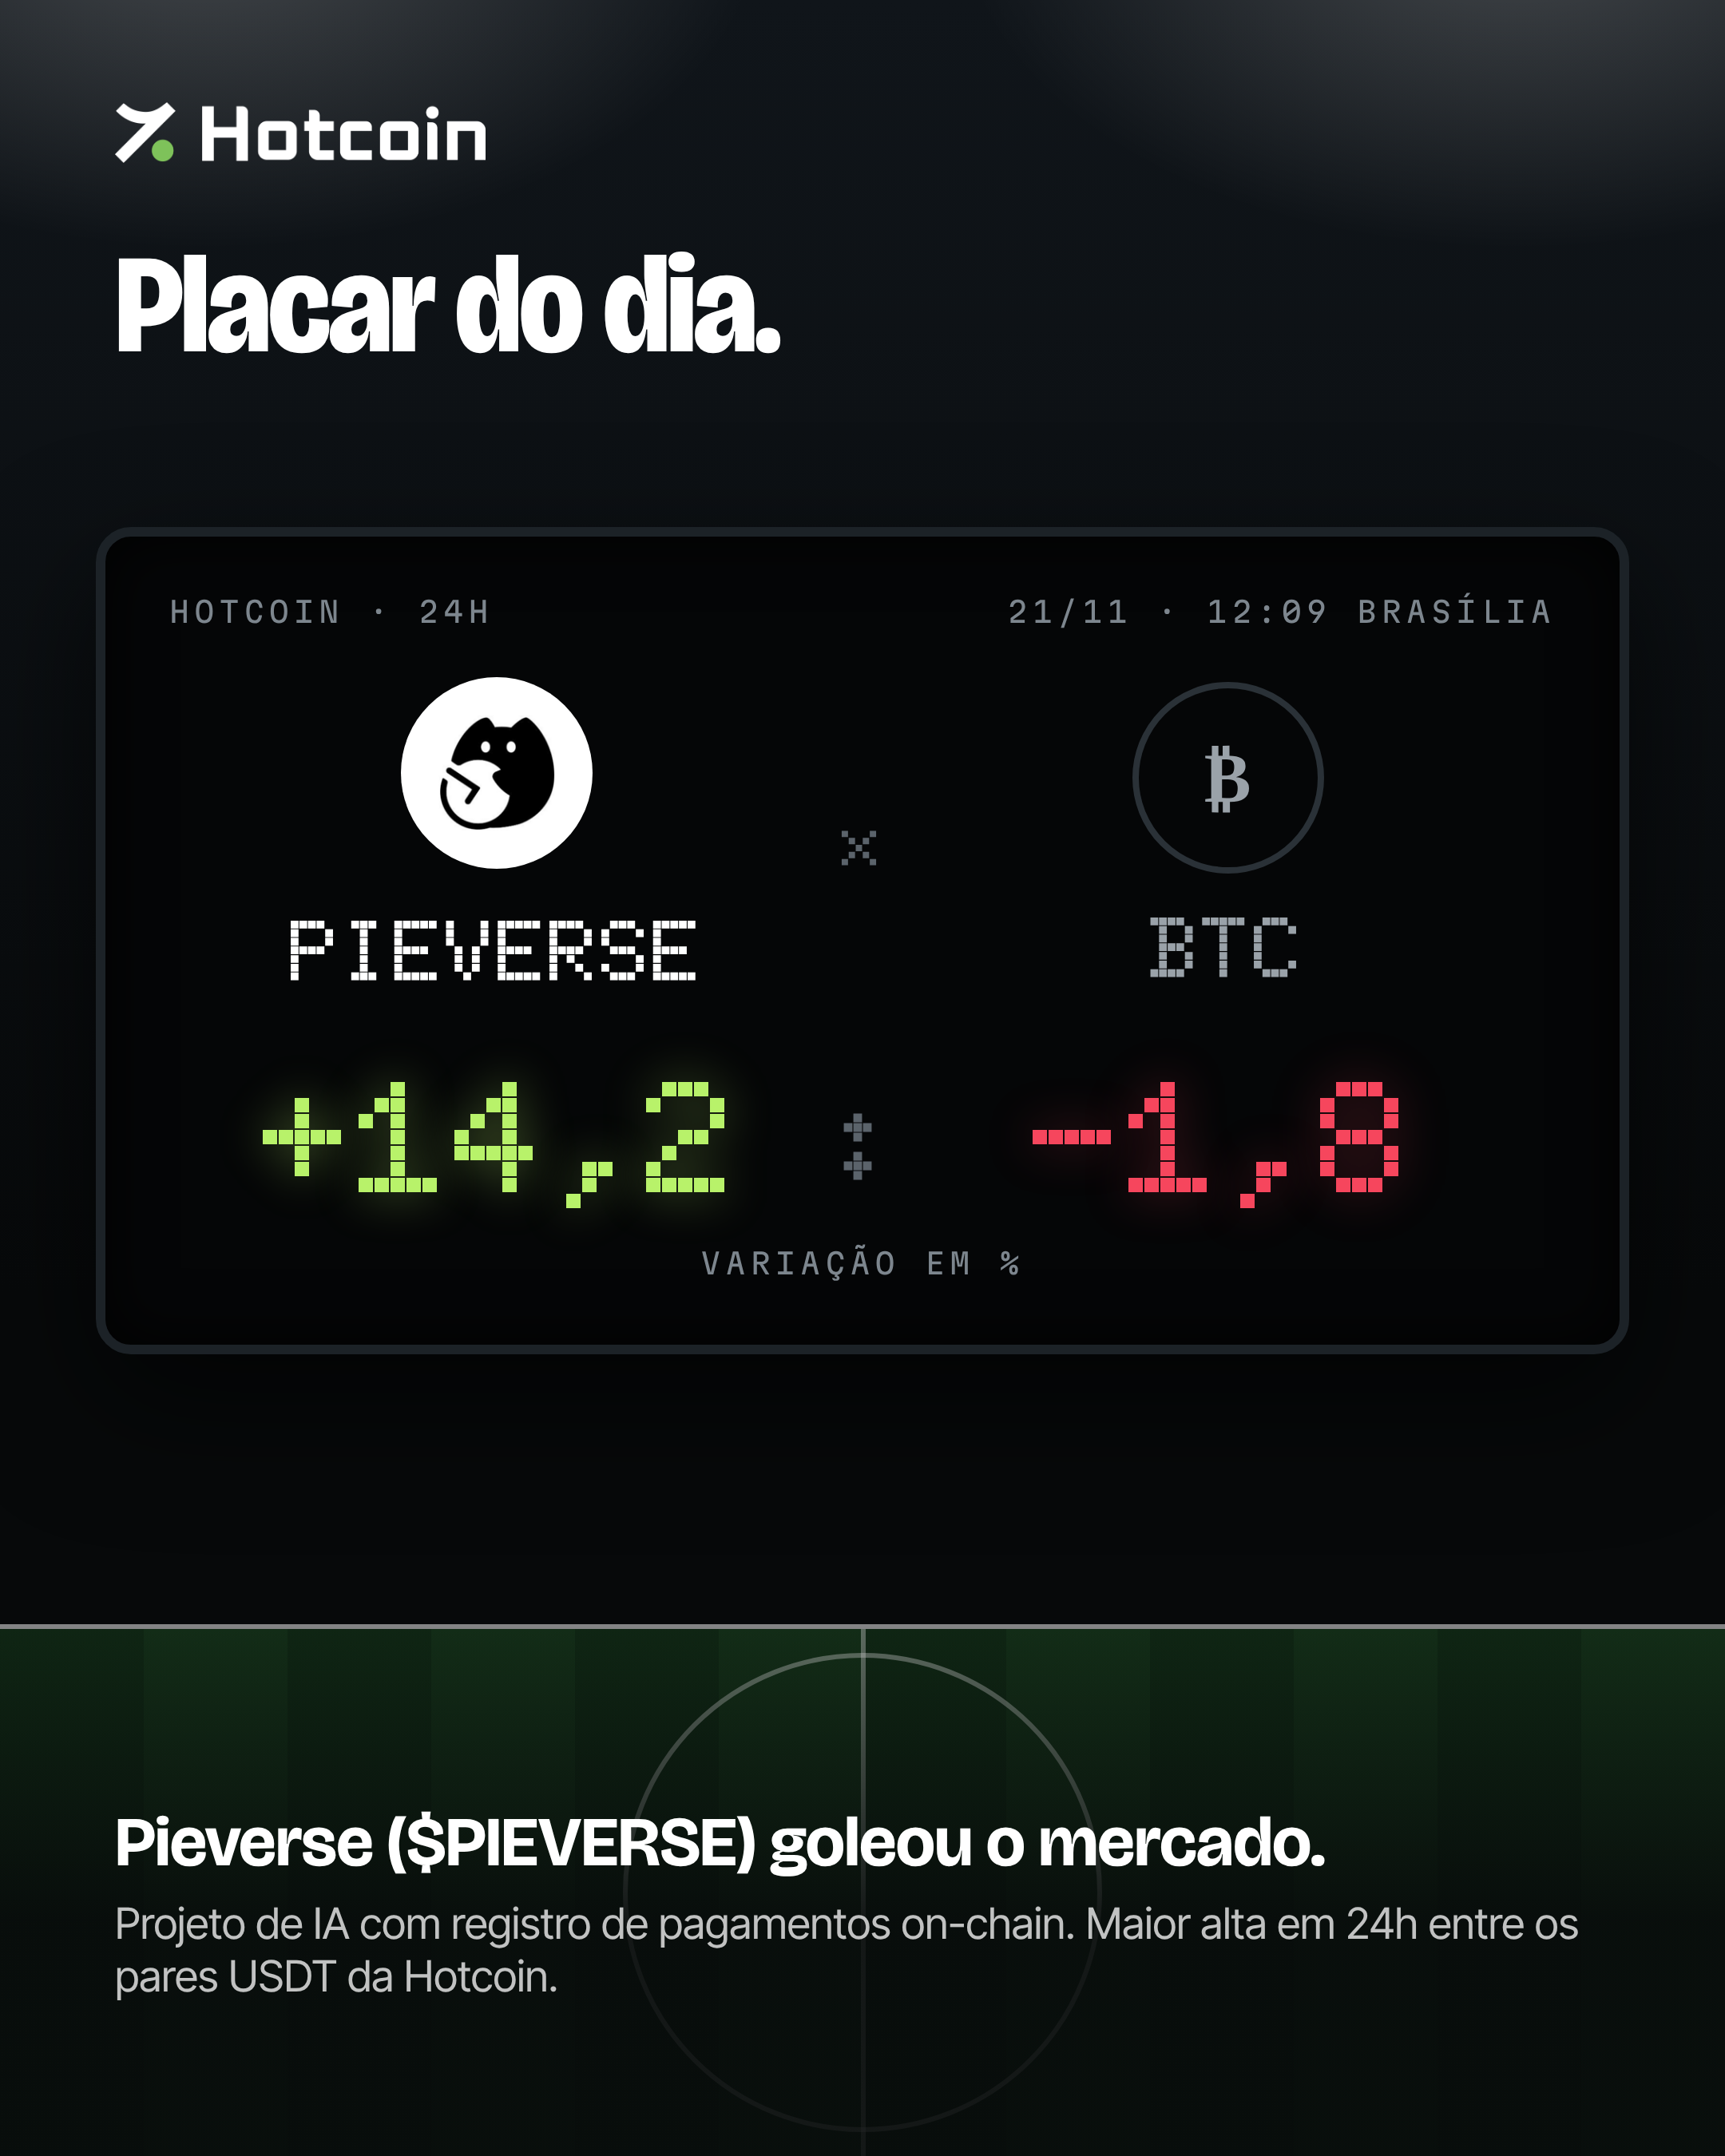 Hotcoin
Placar do dia.
HOTCOIN · 24H
21/11 · 12:09 BRASÍLIA
₿
×
PIEVERSE
BTC
+14,2 : -1,8
VARIAÇÃO EM %
Pieverse ($PIEVERSE) goleou o mercado.
Projeto de IA com registro de pagamentos on-chain. Maior alta em 24h entre os
pares USDT da Hotcoin.